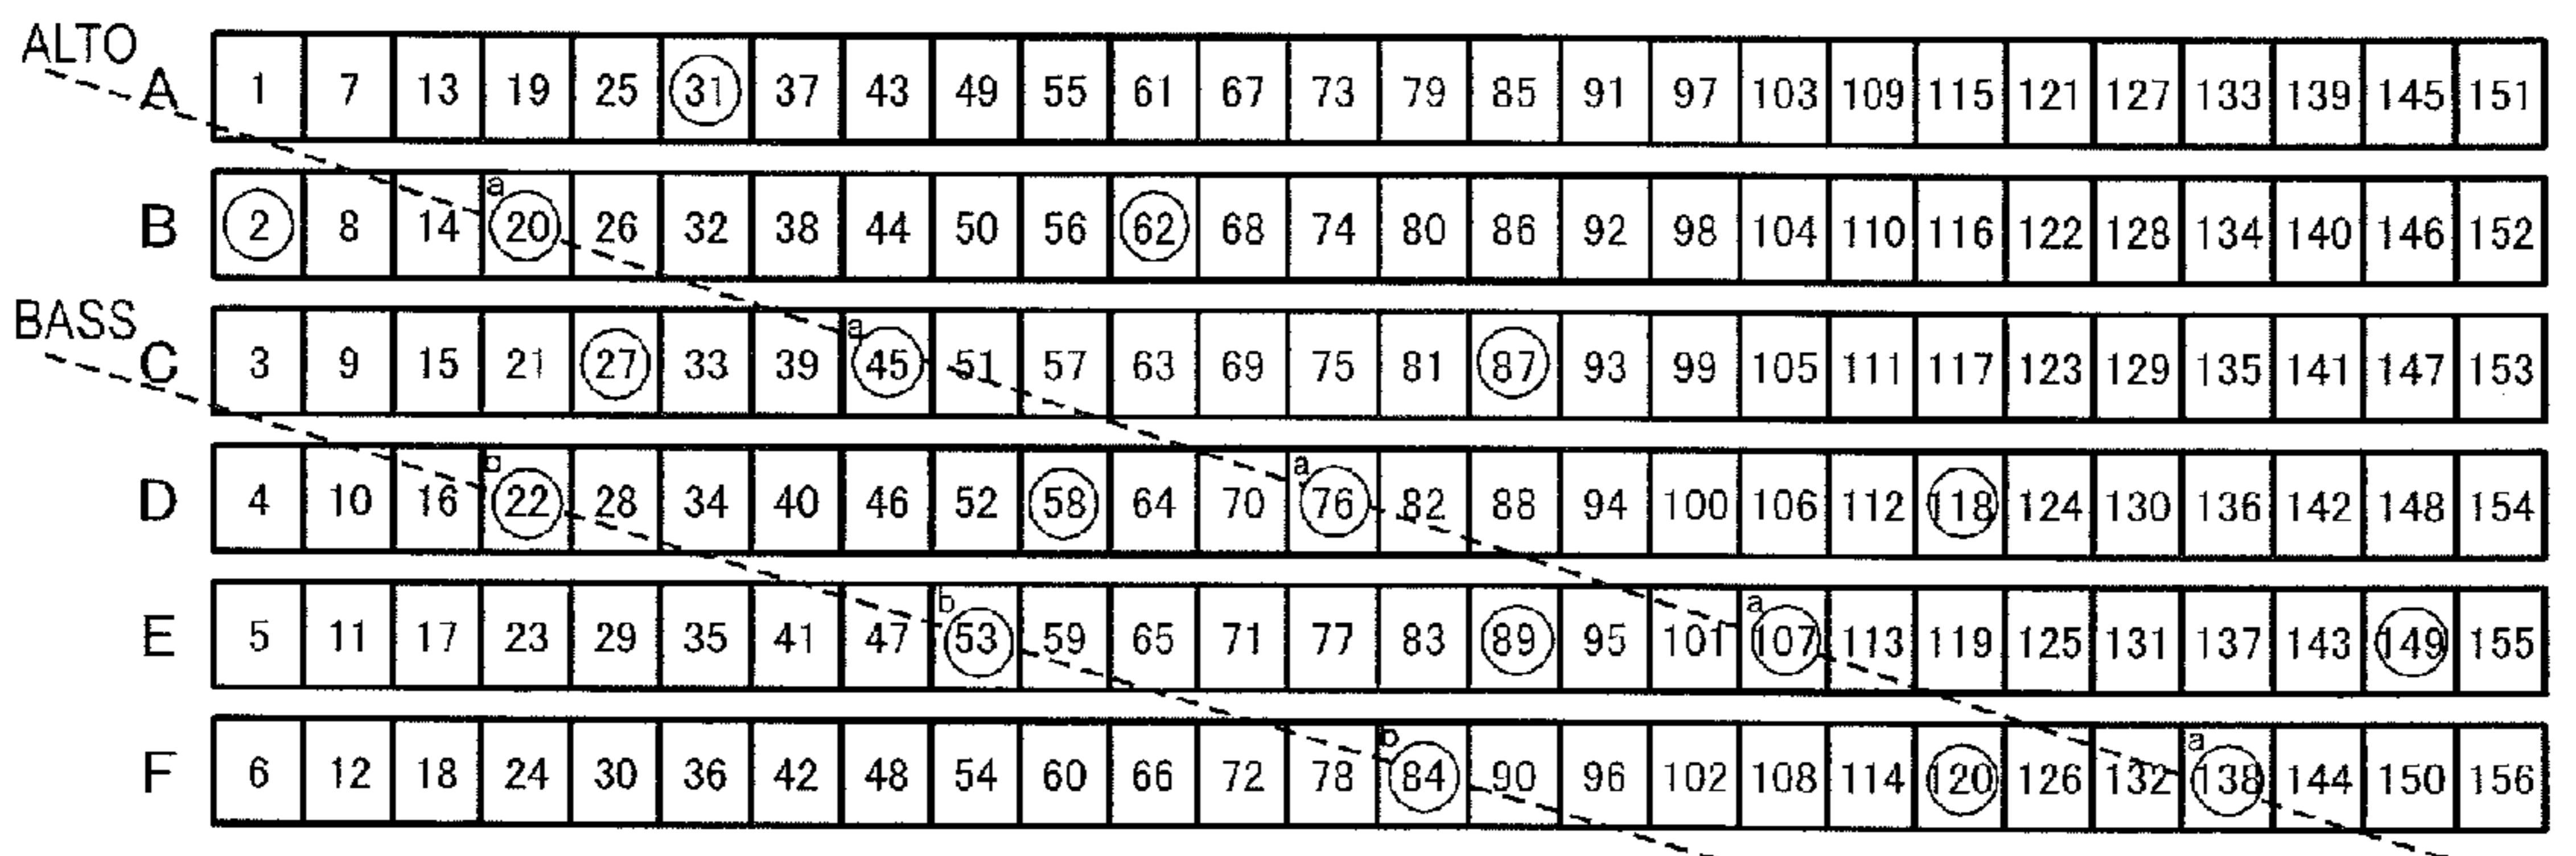 ALTO
A 1 7 13 19 25 31 37 43 49 55 61 67 73 79 85 91 97 103 109 115 121 127 133 139 145 151
a
B 2 8 14 20 26 32 38 44 50 56 62 68 74 80 86 92 98 104 110 116 122 128 134 140 146 152
BASS
a
C 3 9 15 21 27 33 39 45 51 57 63 69 75 81 87 93 99 105 111 117 123 129 135 141 147 153
b a
D 4 10 16 22 28 34 40 46 52 58 64 70 76 82 88 94 100 106 112 118 124 130 136 142 148 154
b a
E 5 11 17 23 29 35 41 47 53 59 65 71 77 83 89 95 101 107 113 119 125 131 137 143 149 155
b a
F 6 12 18 24 30 36 42 48 54 60 66 72 78 84 90 96 102 108 114 120 126 132 138 144 150 156